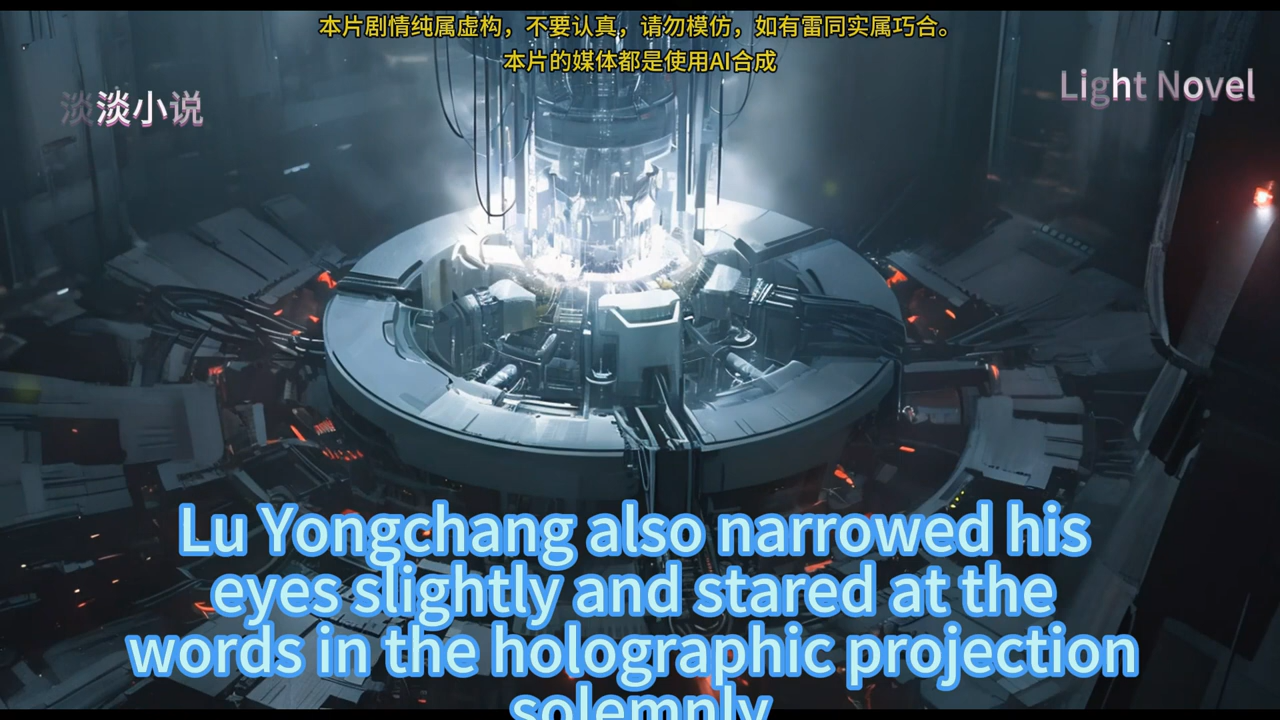 本片剧情纯属虚构，不要认真，请勿模仿，如有雷同实属巧合。
本片的媒体都是使用AI合成
淡淡小说
Light Novel
Lu Yongchang also narrowed his
eyes slightly and stared at the
words in the holographic projection
solemnly